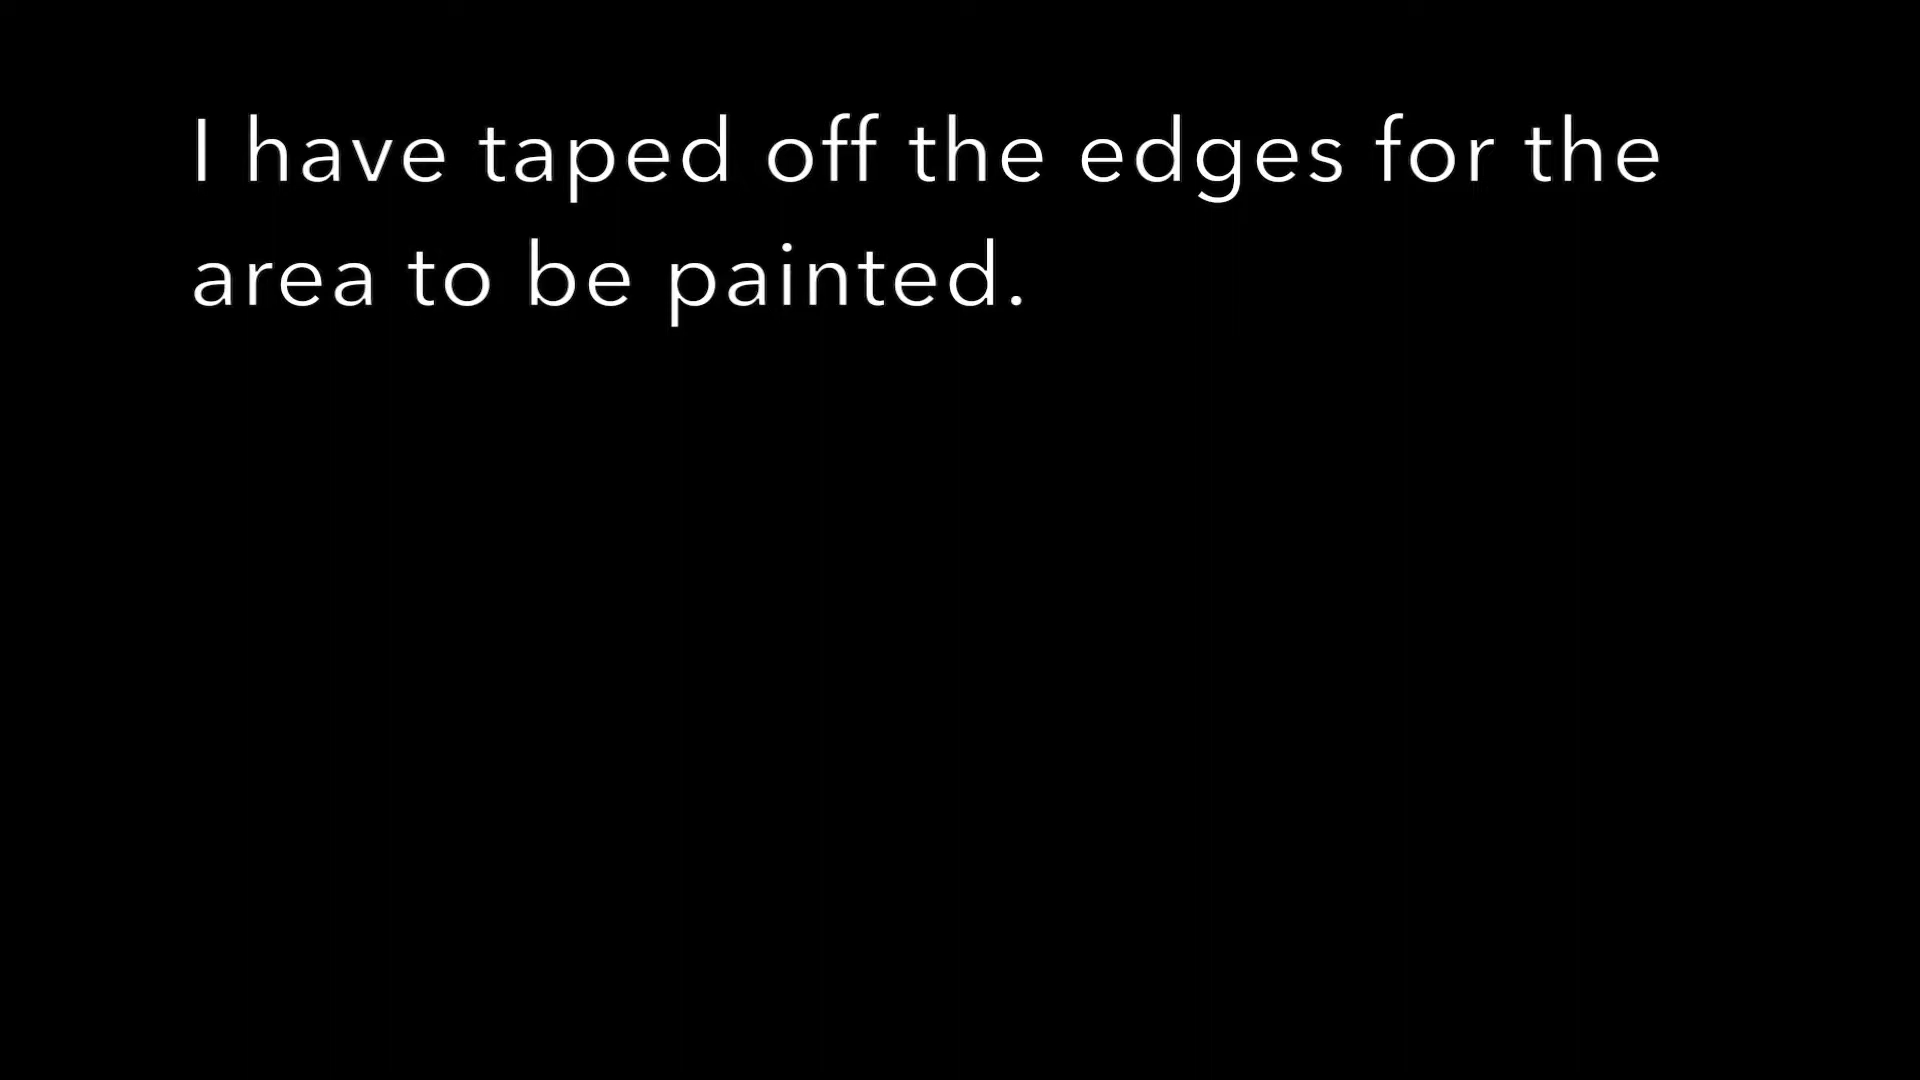 I have taped off the edges for the
area to be painted.